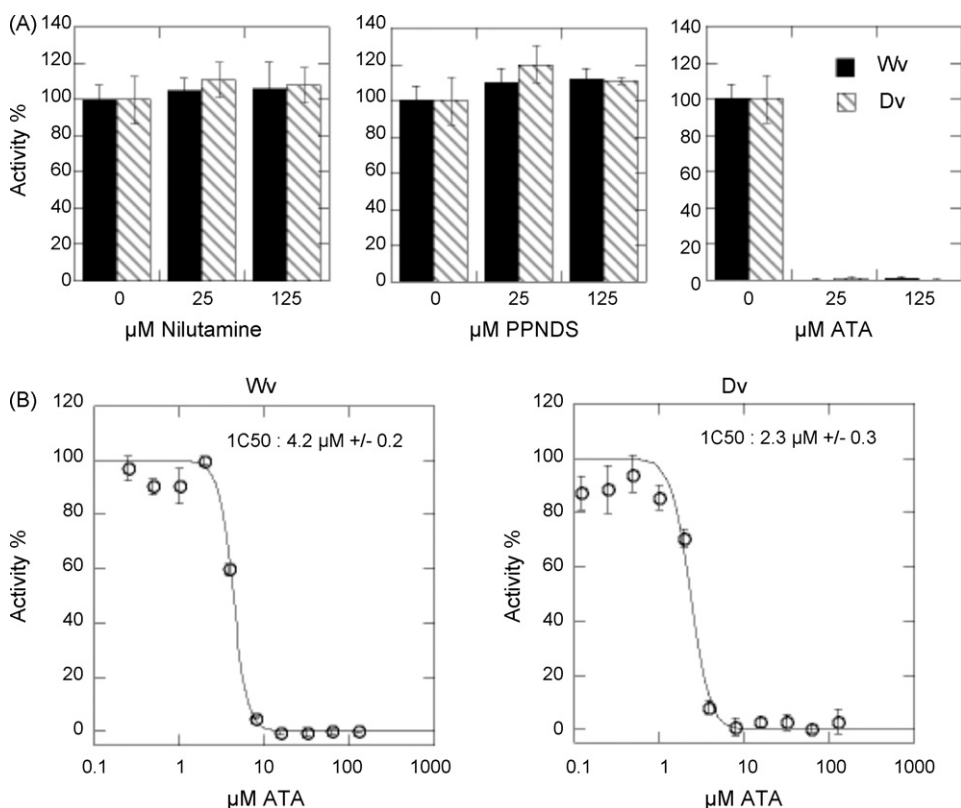 (A)
140
120
100
80
60
40
20
0
Activity %
0 25 125
µM Nilutamine
140
120
100
80
60
40
20
0
0 25 125
µM PPNDS
140
120
100
80
60
40
20
0
0 25 125
µM ATA
Wv
Dv
(B)
Wv
1C50 : 4.2 µM +/- 0.2
120
100
80
60
40
20
0
Activity %
0.1 1 10 100 1000
µM ATA
Dv
1C50 : 2.3 µM +/- 0.3
120
100
80
60
40
20
0
Activity %
0.1 1 10 100 1000
µM ATA